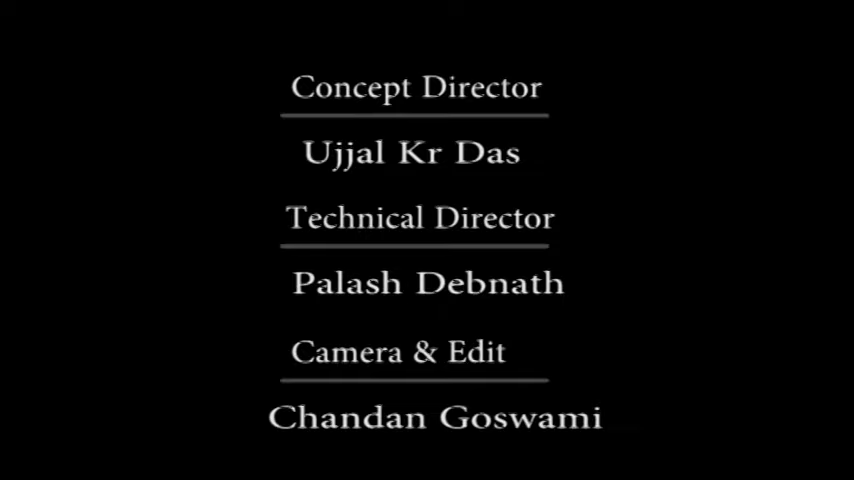 Concept Director
Ujjal Kr Das
Technical Director
Palash Debnath
Camera & Edit
Chandan Goswami